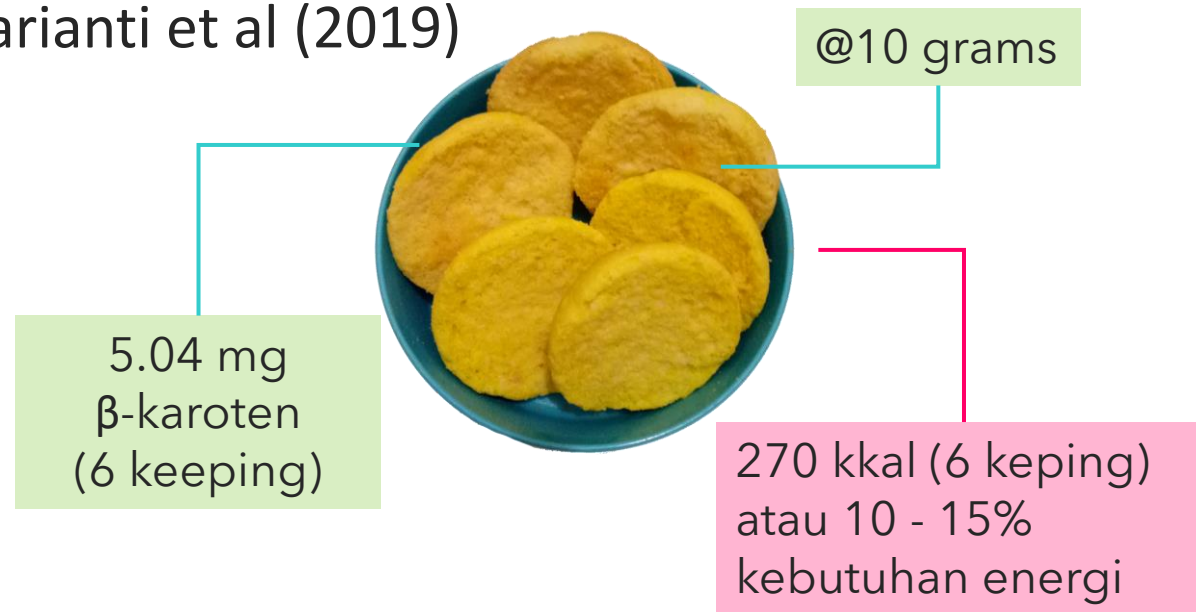 arianti et al (2019)
@10 grams
5.04 mg
β-karoten
(6 keeping)
270 kkal (6 keping)
atau 10 - 15%
kebutuhan energi